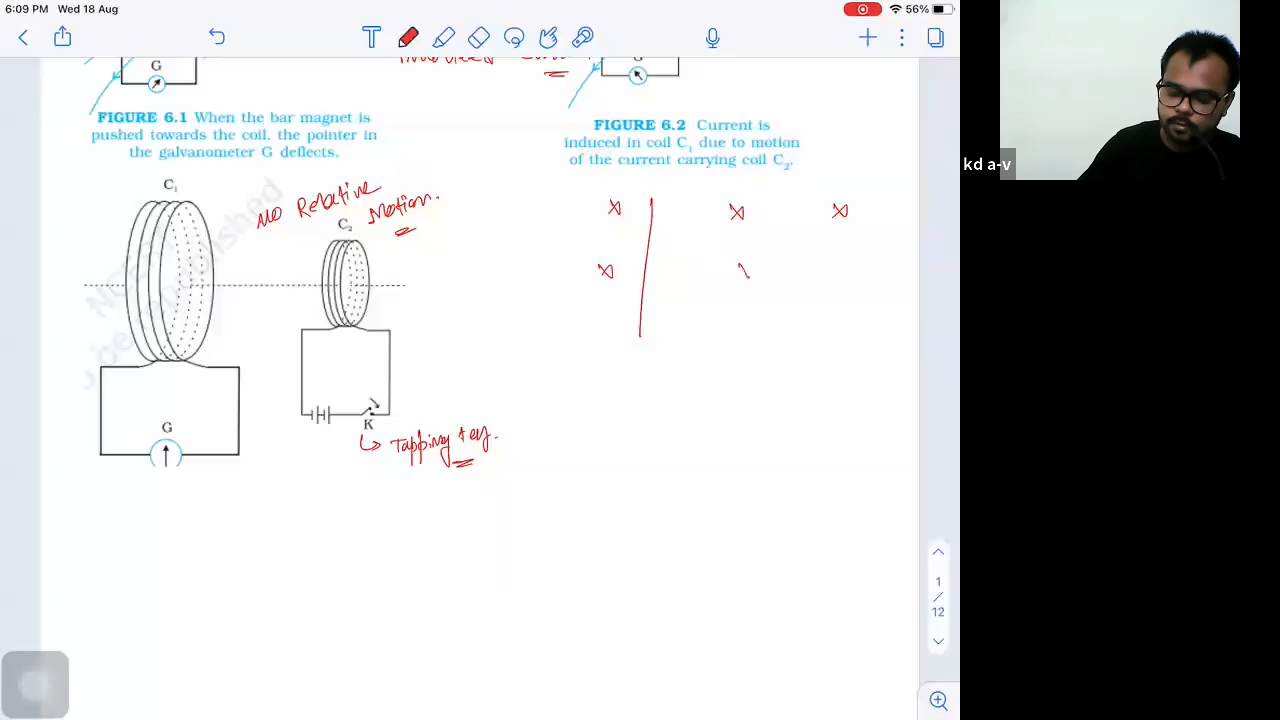 6:09 PM Wed 18 Aug
56%
T
G
G
FIGURE 6.1 When the bar magnet is
pushed towards the coil, the pointer in
the galvanometer G deflects.
FIGURE 6.2 Current is
induced in coil C₁ due to motion
of the current carrying coil C₂.
C₁
No Relative
Motion.
C₂
K
Tapping key.
G
1
/
12
kd a-v